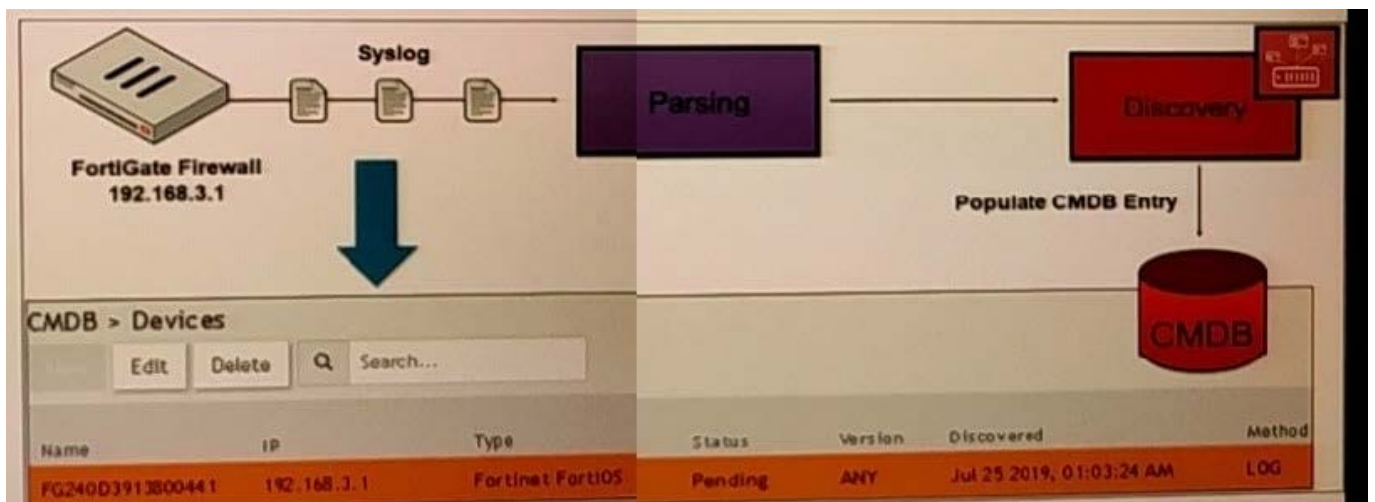 Syslog
Parsing
Discovery
FortiGate Firewall
192.168.3.1
Populate CMDB Entry
CMDB
CMDB > Devices
Edit Delete Search...
Name IP Type Status Version Discovered Method
FG240D3913800441 192.168.3.1 Fortinet FortiOS Pending ANY Jul 25 2019, 01:03:24 AM LOG